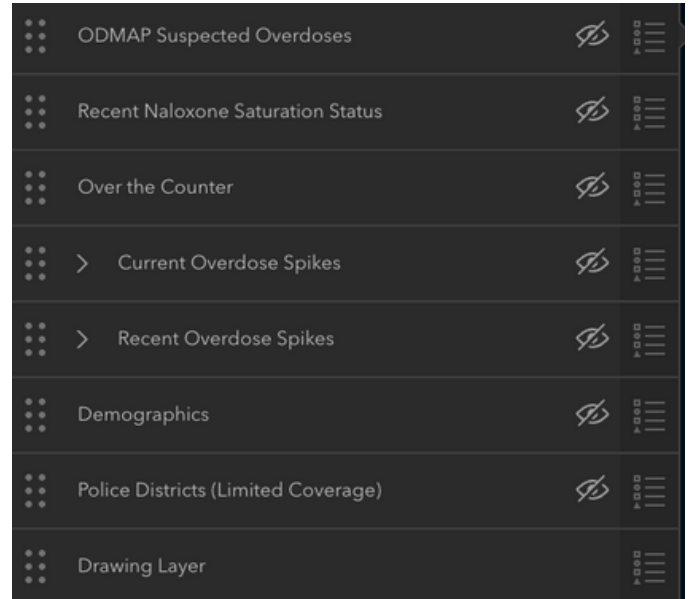 ODMAP Suspected Overdoses
Recent Naloxone Saturation Status
Over the Counter
Current Overdose Spikes
Recent Overdose Spikes
Demographics
Police Districts (Limited Coverage)
Drawing Layer